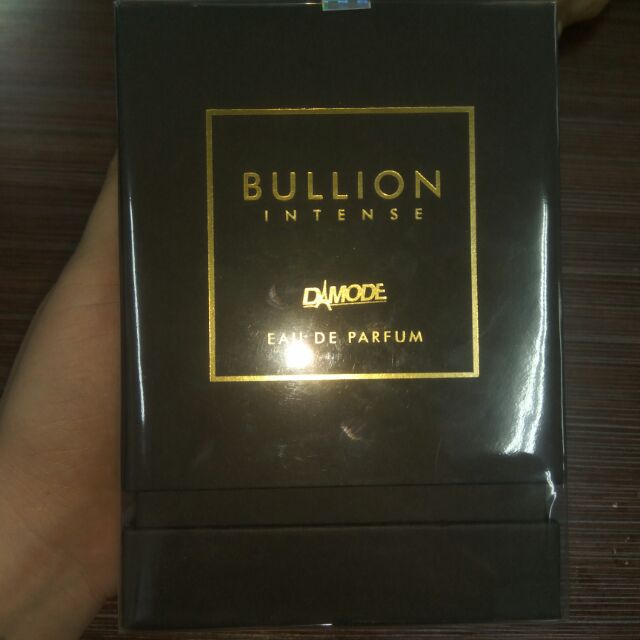 BULLION
INTENSE
DAMODE
EAU DE PARFUM